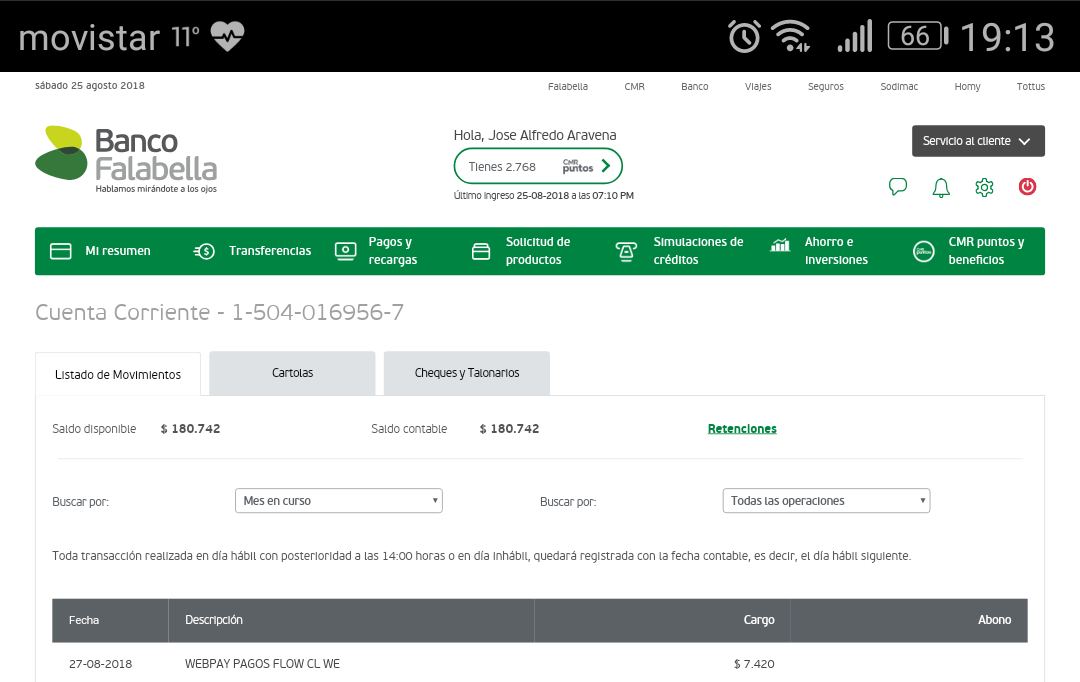 movistar 11° 66 19:13
sábado 25 agosto 2018 Falabella CMR Banco Viajes Seguros Sodimac Homy Tottus
Banco
Falabella
Hablamos mirándote a los ojos
Hola, Jose Alfredo Aravena
Tienes 2.768 CMR puntos
Último ingreso 25-08-2018 a las 07:10 PM
Servicio al cliente
Mi resumen
Transferencias
Pagos y
recargas
Solicitud de
productos
Simulaciones de
créditos
Ahorro e
inversiones
CMR puntos y
beneficios
Cuenta Corriente - 1-504-016956-7
Listado de Movimientos Cartolas Cheques y Talonarios
Saldo disponible $ 180.742 Saldo contable $ 180.742 Retenciones
Buscar por: Mes en curso Buscar por: Todas las operaciones
Toda transacción realizada en día hábil con posterioridad a las 14:00 horas o en día inhábil, quedará registrada con la fecha contable, es decir, el día hábil siguiente.
Fecha Descripción Cargo Abono
27-08-2018 WEBPAY PAGOS FLOW CL WE $ 7.420